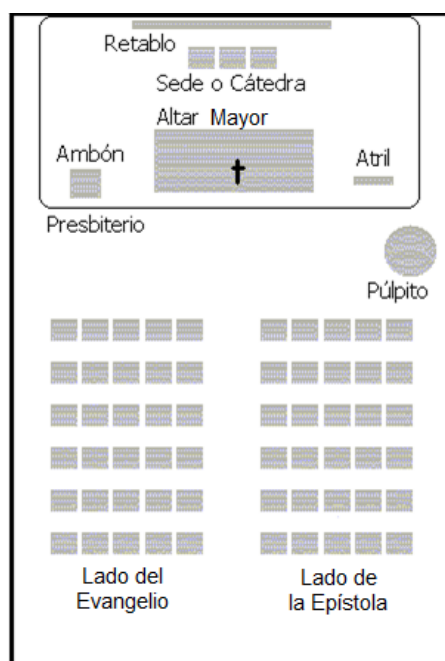 Retablo
Sede o Cátedra
Altar Mayor
Ambón
Atril
Presbiterio
Púlpito
Lado del
Evangelio
Lado de
la Epístola